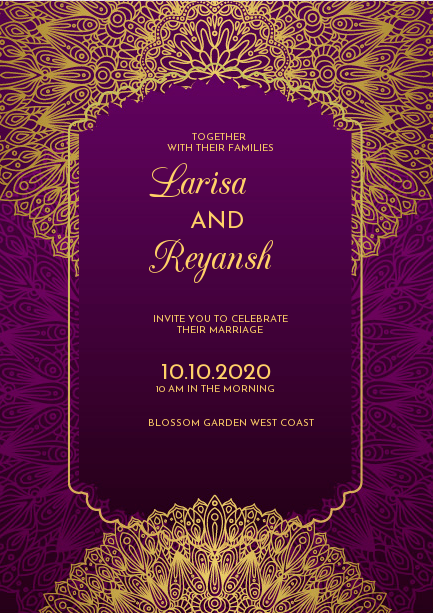 TOGETHER
WITH THEIR FAMILIES
Larisa
AND
Reyansh
INVITE YOU TO CELEBRATE
THEIR MARRIAGE
10.10.2020
10 AM IN THE MORNING
BLOSSOM GARDEN WEST COAST